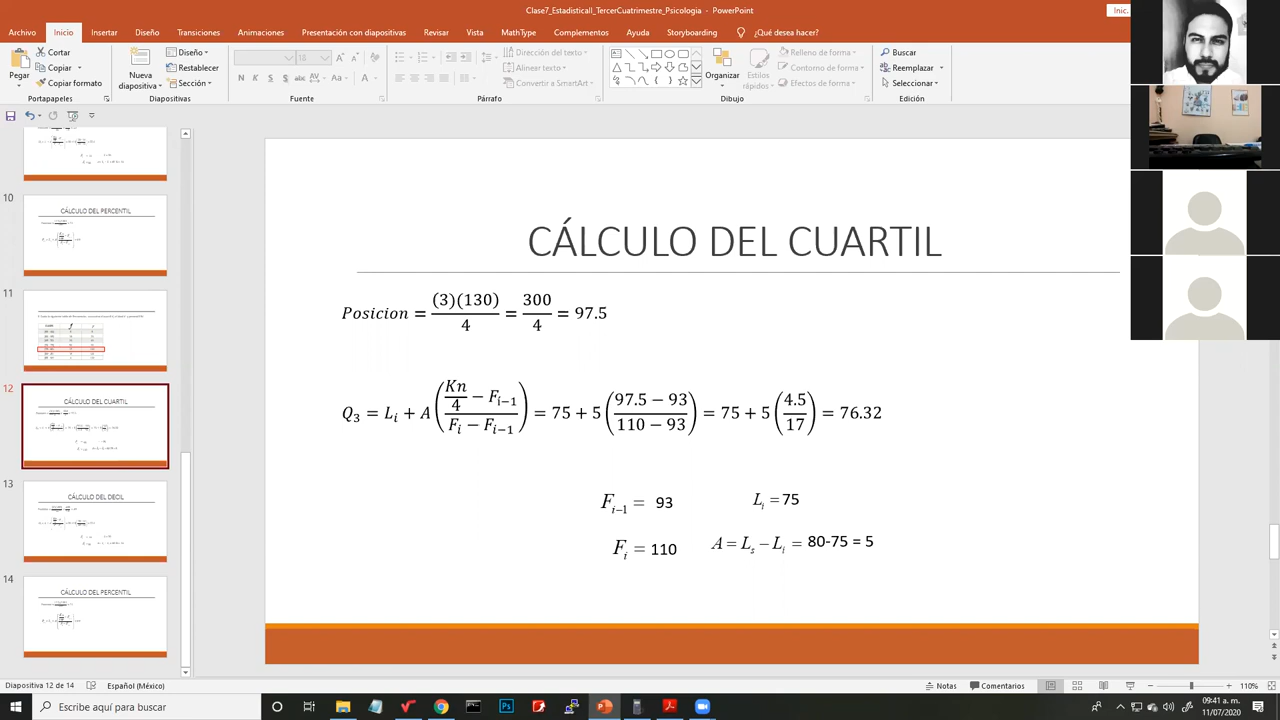 Clase7_EstadisticaII_TercerCuatrimestre_Psicologia - PowerPoint
Inic.
Archivo Inicio Insertar Diseño Transiciones Animaciones Presentación con diapositivas Revisar Vista MathType Complementos Ayuda Storyboarding ¿Qué desea hacer?
Pegar
Cortar
Copiar
Copiar formato
Portapapeles
Nueva
diapositiva
Diseño
Restablecer
Sección
Diapositivas
18
N K S S abc AV Aa A
Fuente
Dirección del texto
Alinear texto
Convertir a SmartArt
Párrafo
Organizar
Estilos
rápidos
Relleno de forma
Contorno de forma
Efectos de forma
Dibujo
Buscar
Reemplazar
Seleccionar
Edición
10
CÁLCULO DEL PERCENTIL
11
12
CÁLCULO DEL CUARTIL
13
CÁLCULO DEL DECIL
14
CÁLCULO DEL PERCENTIL
CÁLCULO DEL CUARTIL
Posicion = (3)(130)/4 = 300/4 = 97.5
Q₃ = Lᵢ + A ((Kn/4 − Fᵢ₋₁)/(Fᵢ − Fᵢ₋₁)) = 75 + 5 ((97.5 − 93)/(110 − 93)) = 75 + 5 (4.5/17) = 76.32
Fᵢ₋₁ = 93 Lᵢ = 75
Fᵢ = 110 A = Lₛ − Lᵢ = 80-75 = 5
Diapositiva 12 de 14 Español (México) Notas Comentarios 110%
Escribe aquí para buscar
ESP
09:41 a. m.
11/07/2020